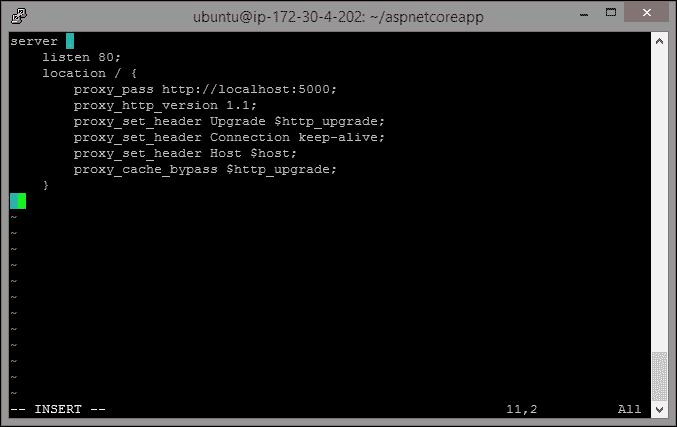 ubuntu@ip-172-30-4-202: ~/aspnetcoreapp
server {
    listen 80;
    location / {
        proxy_pass http://localhost:5000;
        proxy_http_version 1.1;
        proxy_set_header Upgrade $http_upgrade;
        proxy_set_header Connection keep-alive;
        proxy_set_header Host $host;
        proxy_cache_bypass $http_upgrade;
    }
}
~
~
~
~
~
~
~
~
~
~
~
~
-- INSERT -- 11,2 All